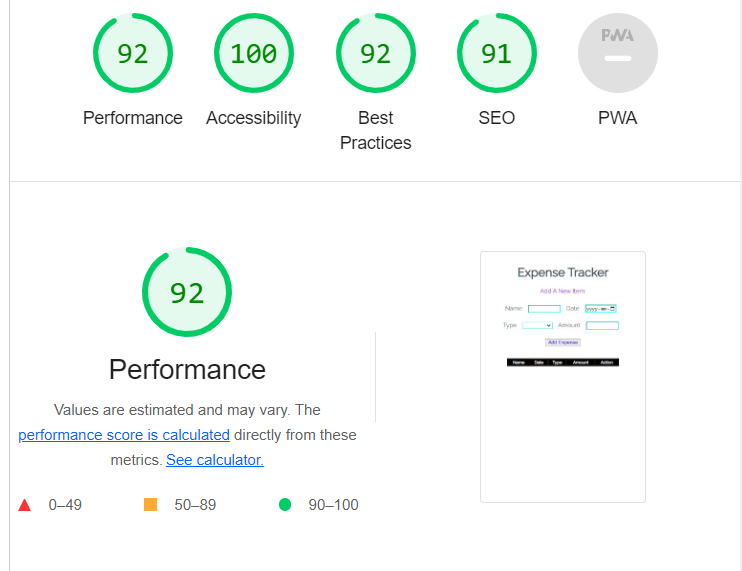 92
100
92
91
PWA
Performance
Accessibility
Best
Practices
SEO
PWA
92
Performance
Values are estimated and may vary. The
performance score is calculated directly from these
metrics. See calculator.
0–49
50–89
90–100
Expense Tracker
Add A New Item
Name: Date: yyyy-mm-dd
Type: Amount:
Add Expense
Name Date Type Amount Action